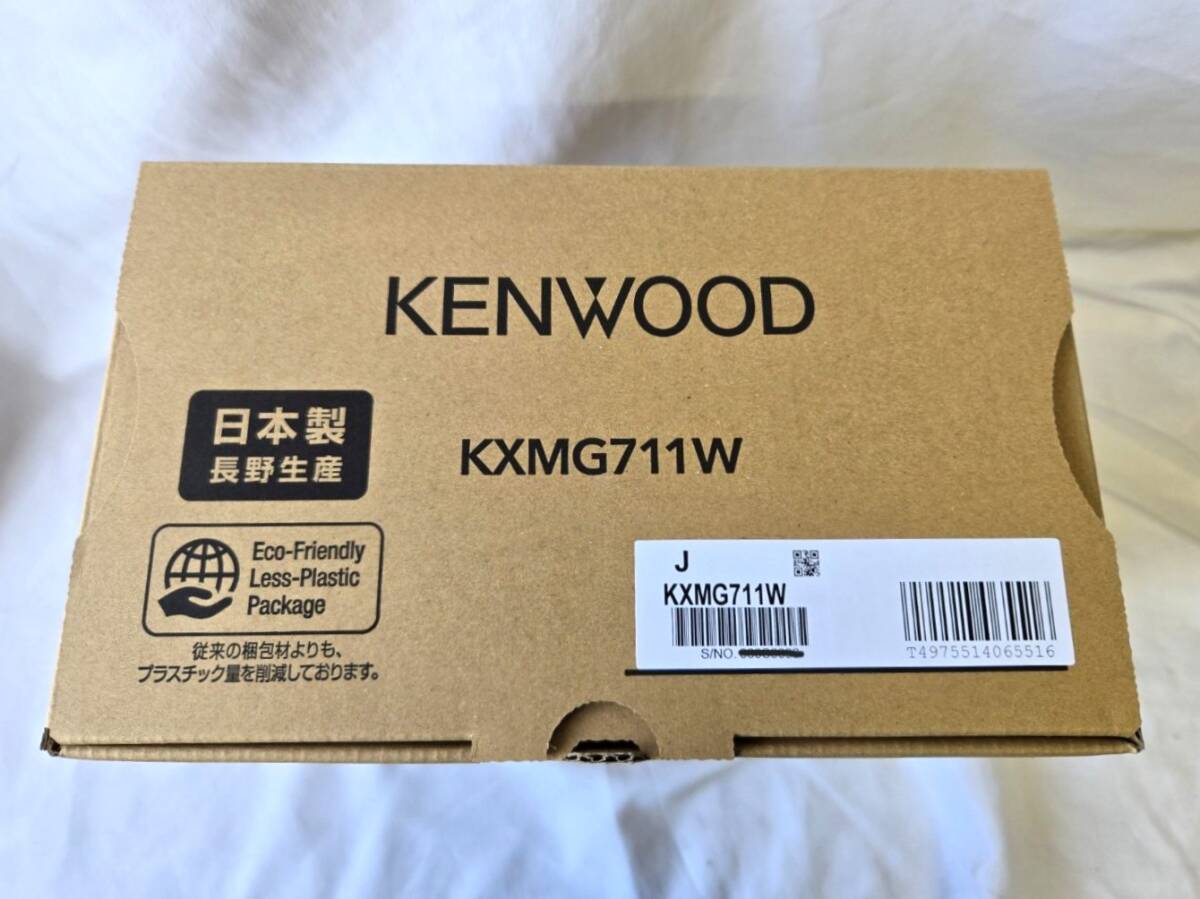 KENWOOD
日本製
長野生産
KXMG711W
Eco-Friendly
Less-Plastic
Package
従来の梱包材よりも、
プラスチック量を削減しております。
J
KXMG711W
S/NO.
T4975514065516